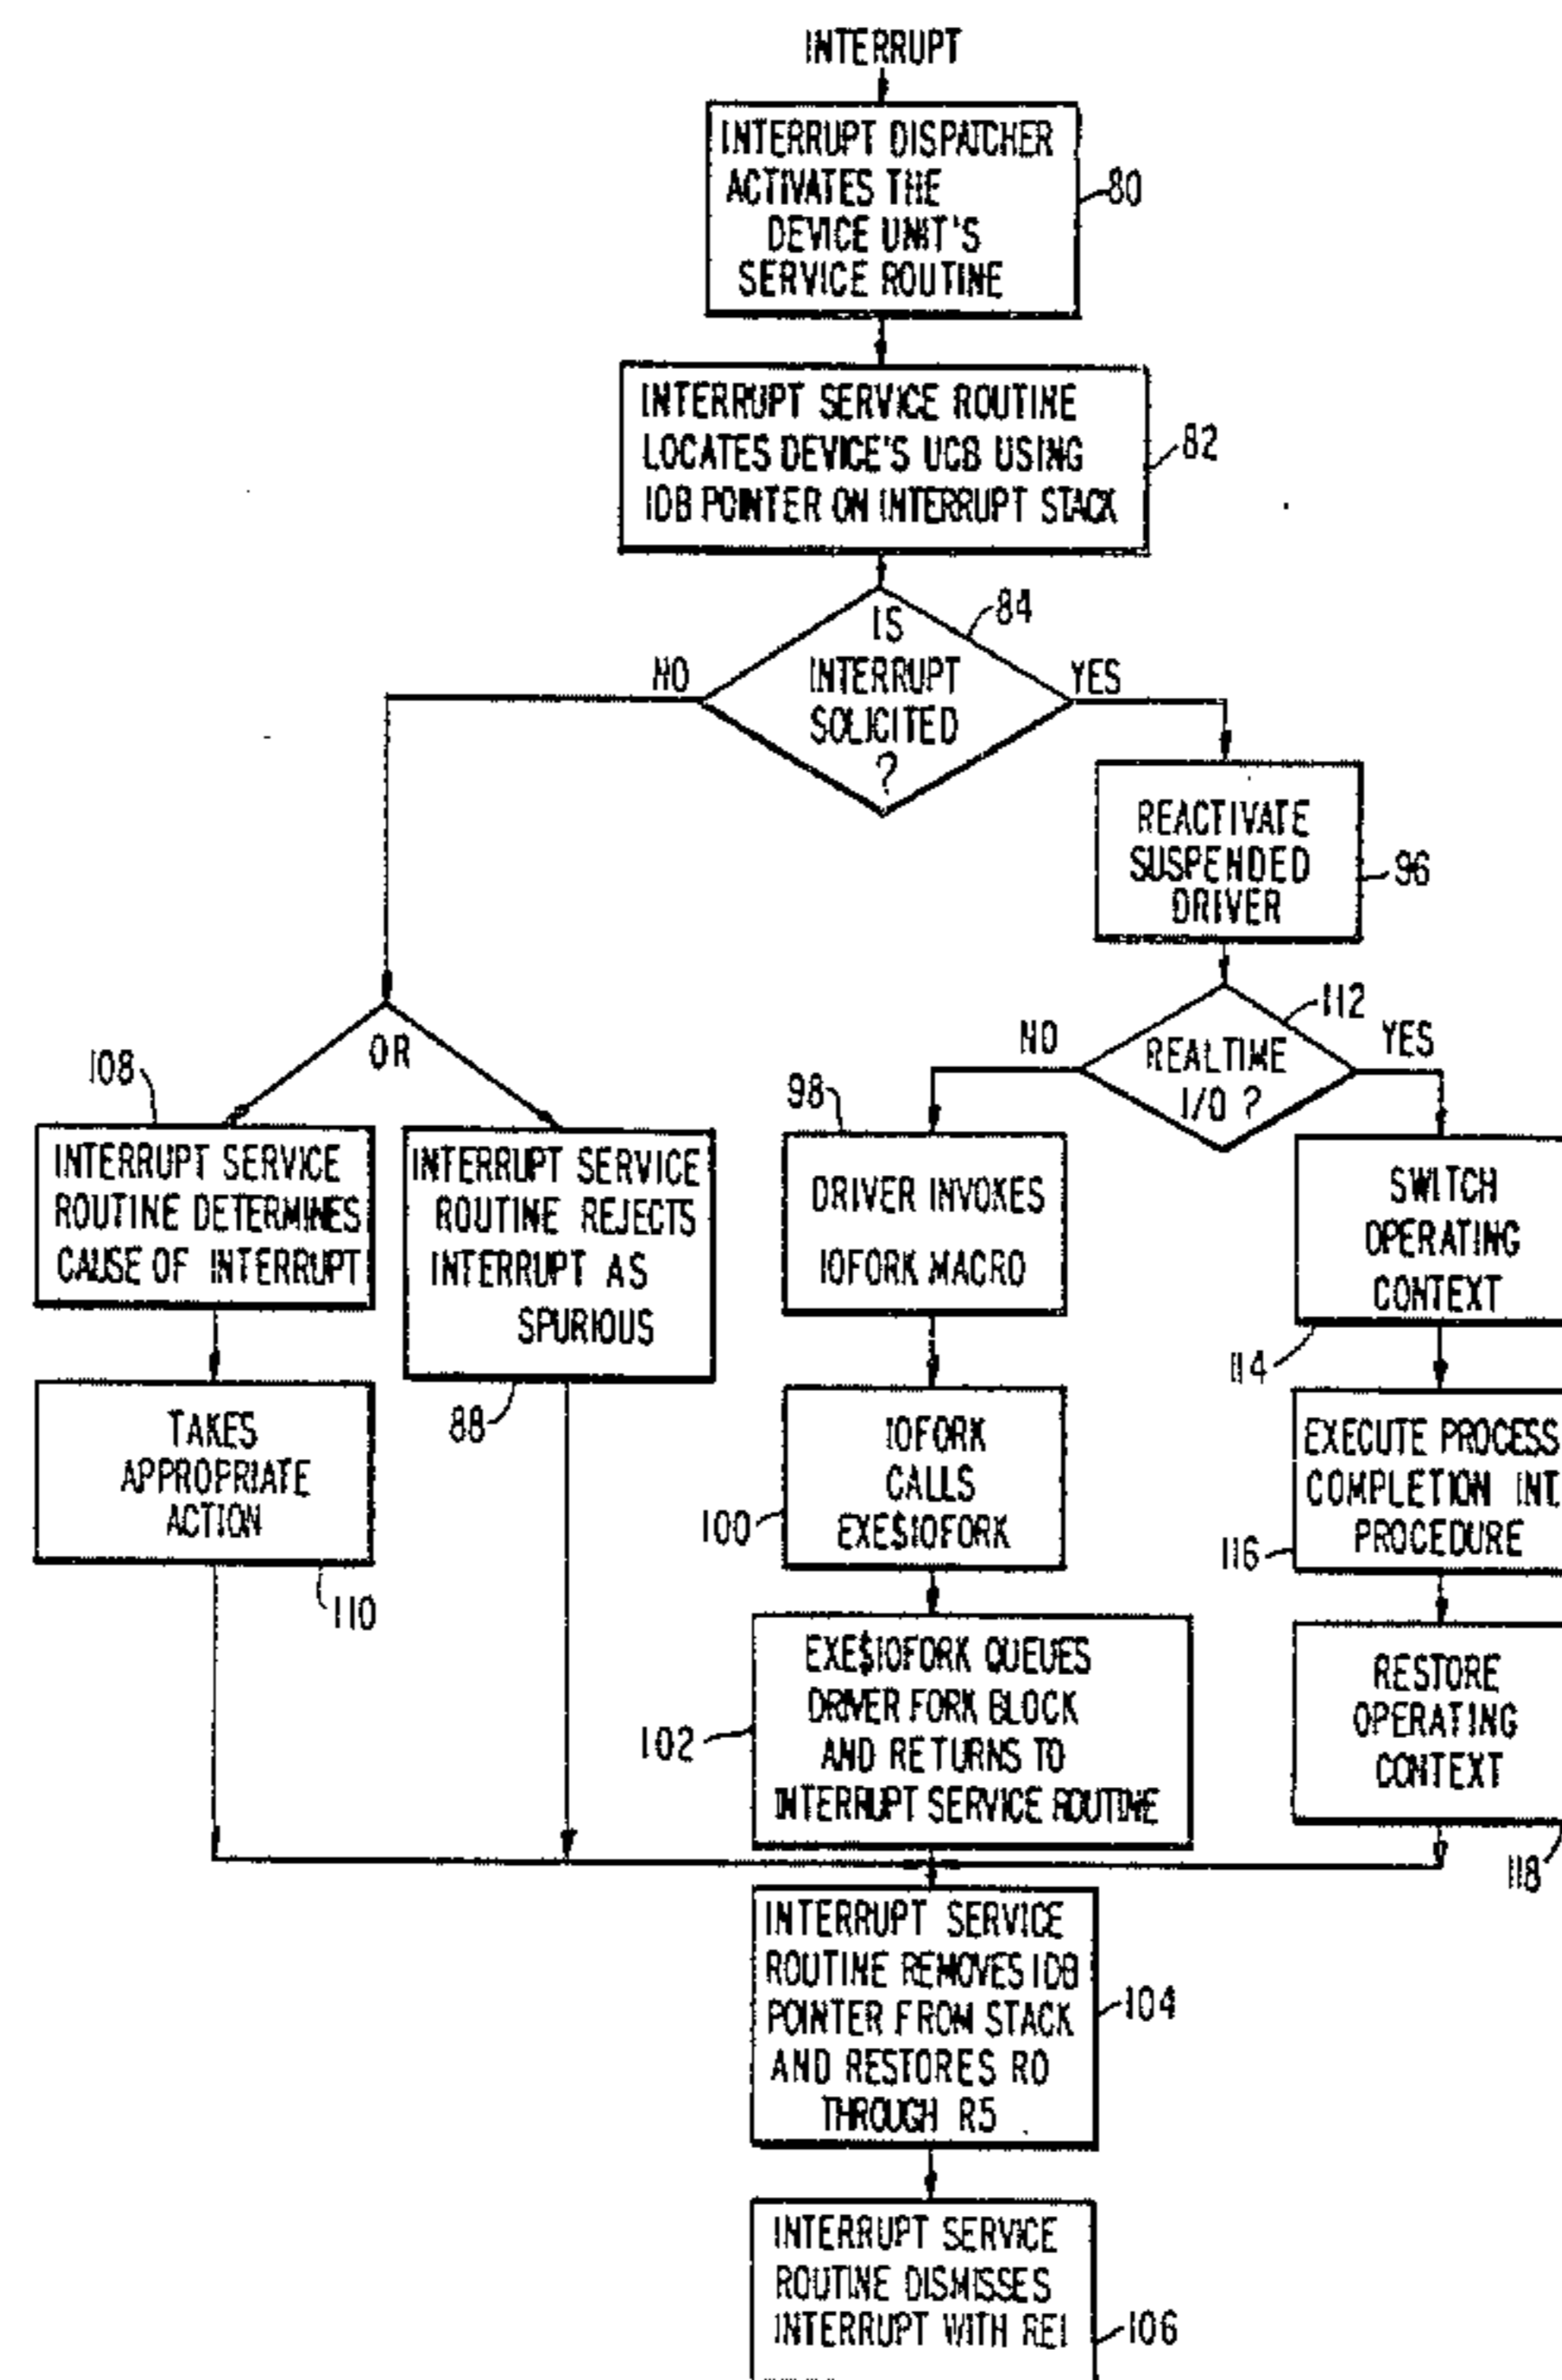 INTERRUPT
INTERRUPT DISPATCHER
ACTIVATES THE
DEVICE UNIT'S
SERVICE ROUTINE
80
INTERRUPT SERVICE ROUTINE
LOCATES DEVICE'S UCB USING
IDB POINTER ON INTERRUPT STACK
82
84
IS
INTERRUPT
SOLICITED
?
NO
YES
REACTIVATE
SUSPENDED
DRIVER
96
OR
112
REALTIME
I/O ?
NO
YES
108
INTERRUPT SERVICE
ROUTINE DETERMINES
CAUSE OF INTERRUPT
INTERRUPT SERVICE
ROUTINE REJECTS
INTERRUPT AS
SPURIOUS
88
98
DRIVER INVOKES
IOFORK MACRO
SWITCH
OPERATING
CONTEXT
114
TAKES
APPROPRIATE
ACTION
110
IOFORK
CALLS
EXE$IOFORK
100
EXECUTE PROCESS
COMPLETION INT.
PROCEDURE
116
EXE$IOFORK QUEUES
DRIVER FORK BLOCK
AND RETURNS TO
INTERRUPT SERVICE ROUTINE
102
RESTORE
OPERATING
CONTEXT
118
INTERRUPT SERVICE
ROUTINE REMOVES IDB
POINTER FROM STACK
AND RESTORES R0
THROUGH R5
104
INTERRUPT SERVICE
ROUTINE DISMISSES
INTERRUPT WITH REI
106